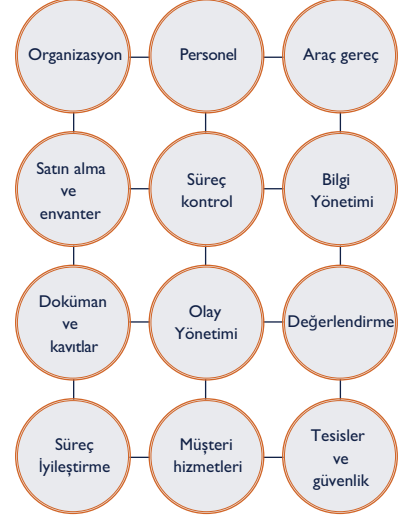 Organizasyon
Personel
Araç gereç
Satın alma
ve
envanter
Süreç
kontrol
Bilgi
Yönetimi
Doküman
ve
kavıtlar
Olay
Yönetimi
Değerlendirme
Süreç
İyileştirme
Müşteri
hizmetleri
Tesisler
ve
güvenlik